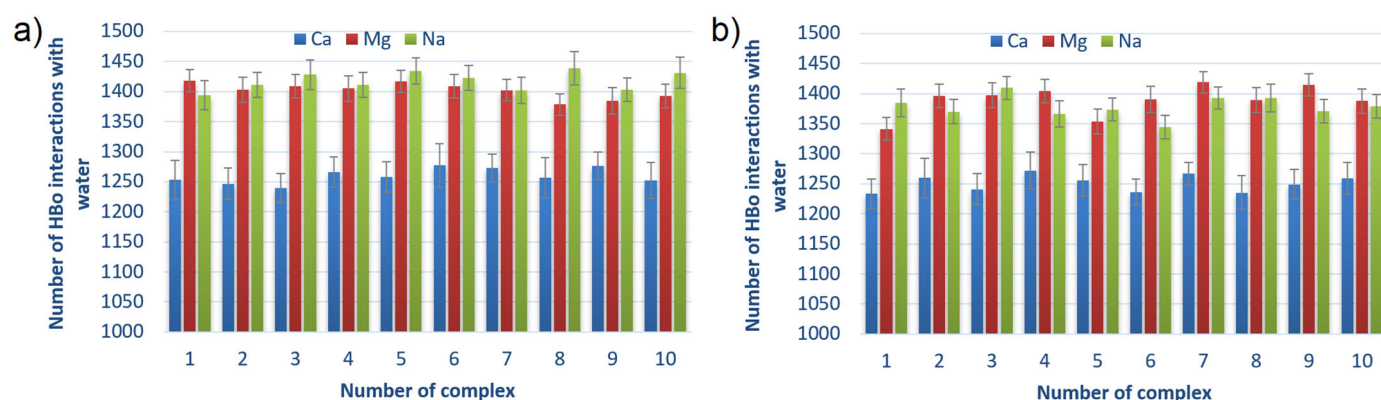 a)
Number of HBo interactions with
water
Ca Mg Na
1500
1450
1400
1350
1300
1250
1200
1150
1100
1050
1000
1 2 3 4 5 6 7 8 9 10
Number of complex
b)
Number of HBo interactions with
water
Ca Mg Na
1500
1450
1400
1350
1300
1250
1200
1150
1100
1050
1000
1 2 3 4 5 6 7 8 9 10
Number of complex